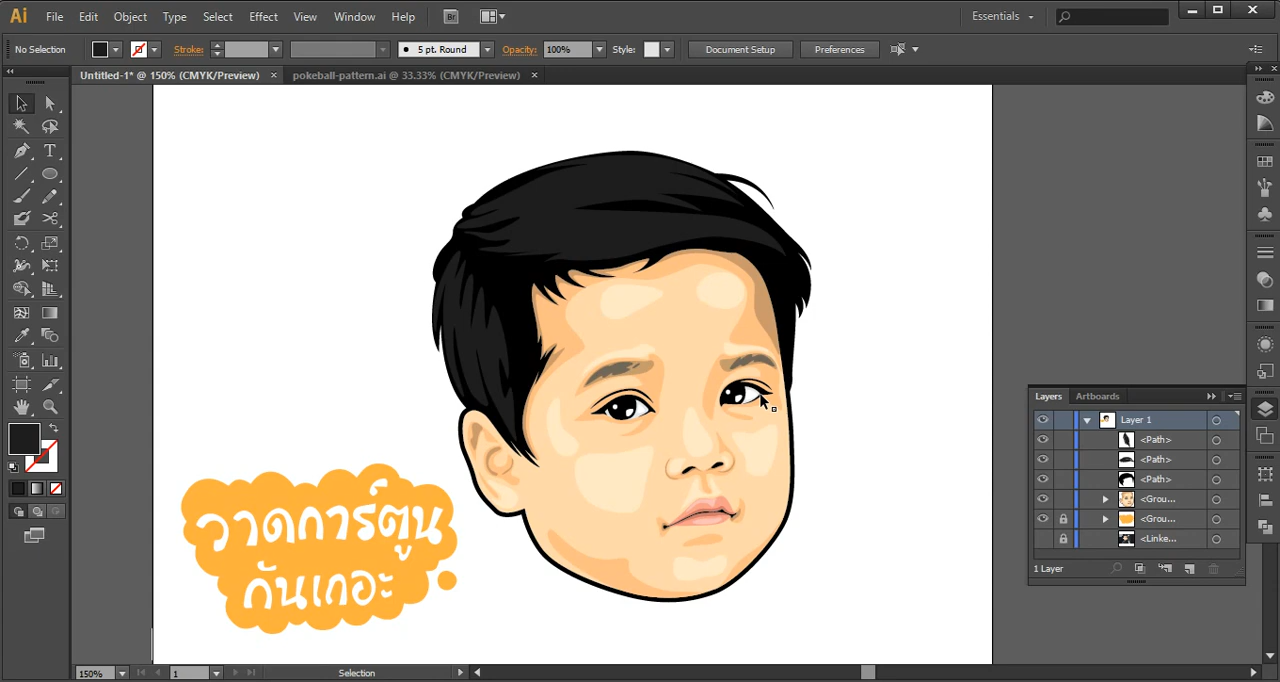 Ai File Edit Object Type Select Effect View Window Help Br Essentials
No Selection Stroke: 5 pt. Round Opacity: 100% Style: Document Setup Preferences
Untitled-1* @ 150% (CMYK/Preview) × pokeball-pattern.ai @ 33.33% (CMYK/Preview) ×
วาดการ์ตูน
กันเถอะ
Layers Artboards
Layer 1
<Path>
<Path>
<Path>
<Grou...
<Grou...
<Linke...
1 Layer
150% 1 Selection